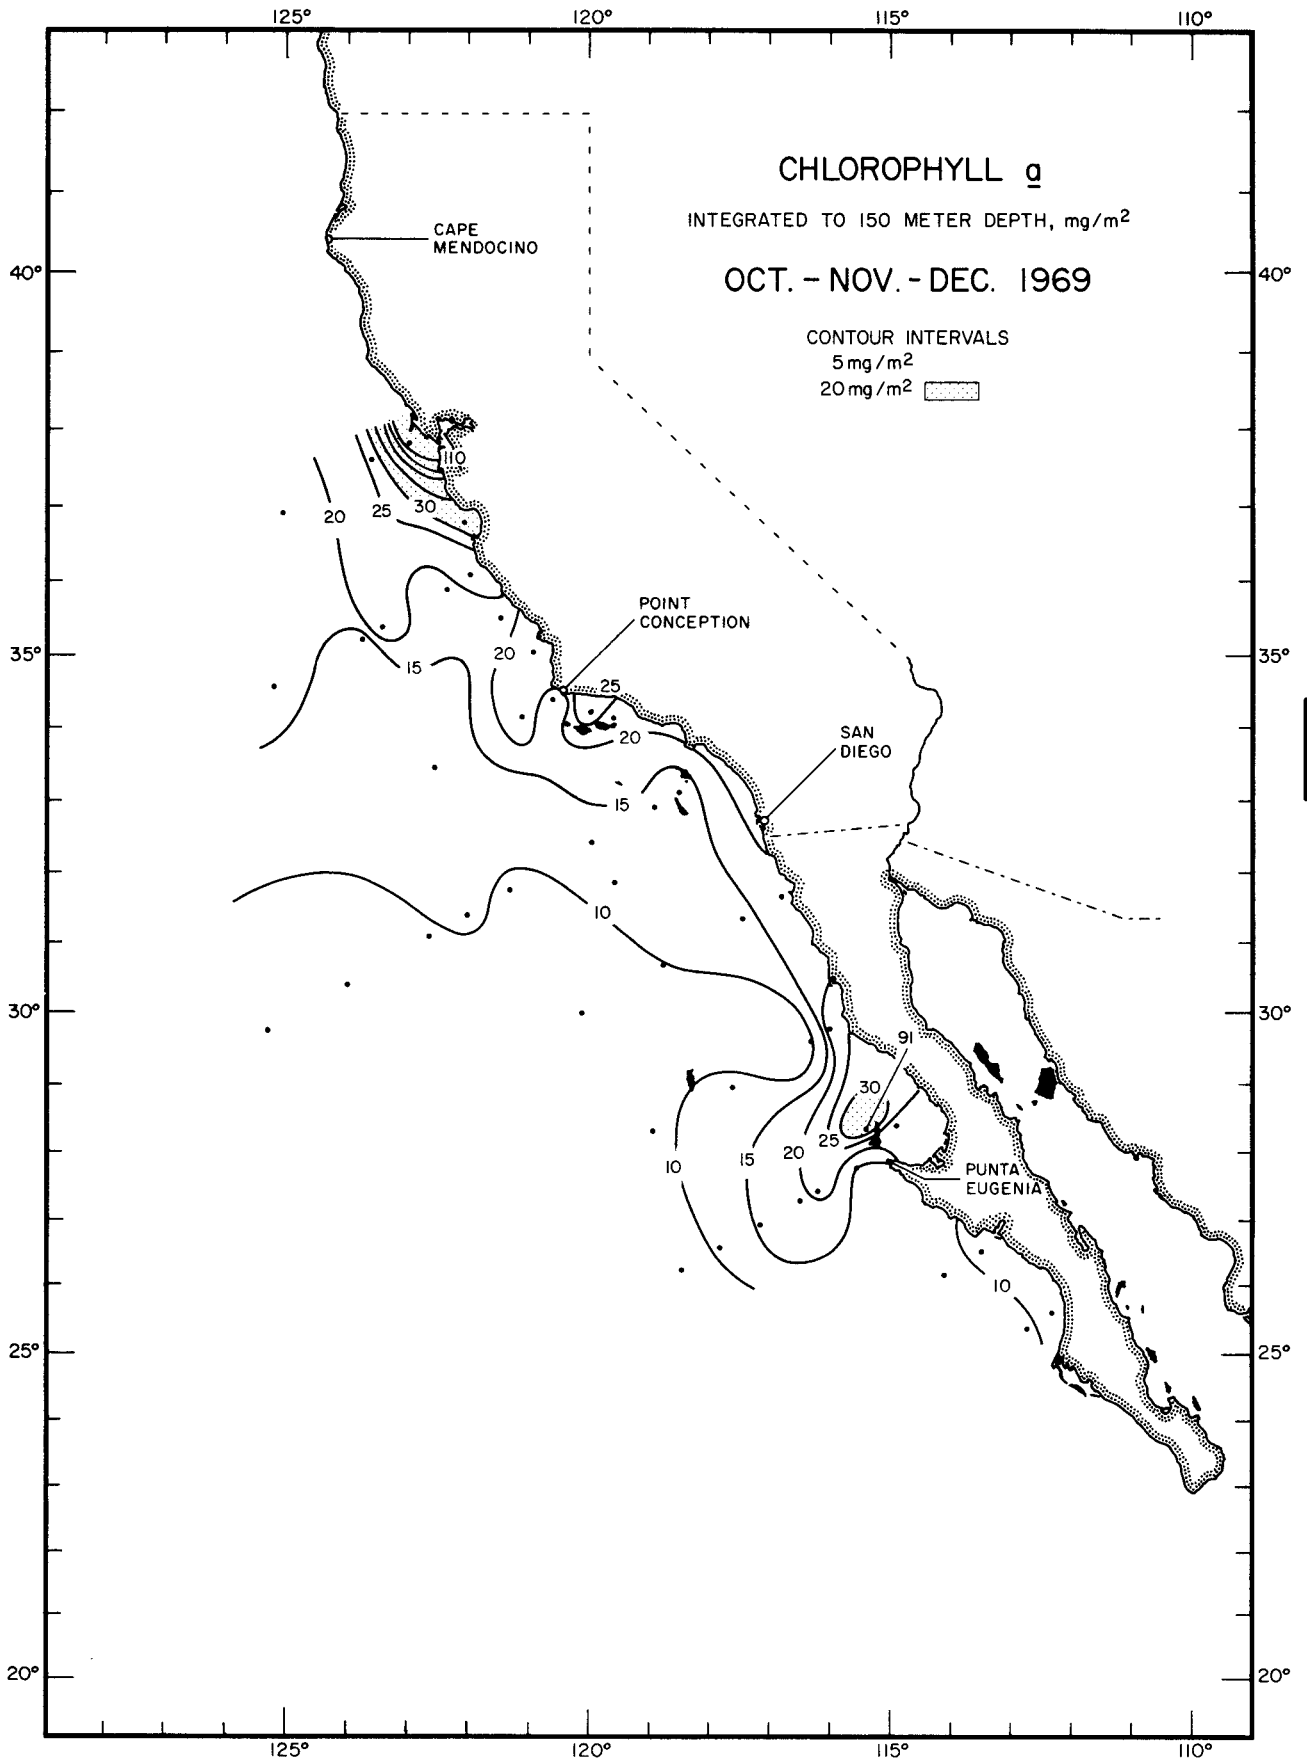 125° 120° 115° 110°
CHLOROPHYLL a
INTEGRATED TO 150 METER DEPTH, mg/m²
CAPE
MENDOCINO
40° 40°
OCT. - NOV. - DEC. 1969
CONTOUR INTERVALS
5 mg/m²
20 mg/m²
110
20 25 30
POINT
CONCEPTION
35° 35°
20
15
25
20
SAN
DIEGO
15
10
30° 30°
91
30
25
20
15
10
PUNTA
EUGENIA
10
25° 25°
20° 20°
125° 120° 115° 110°